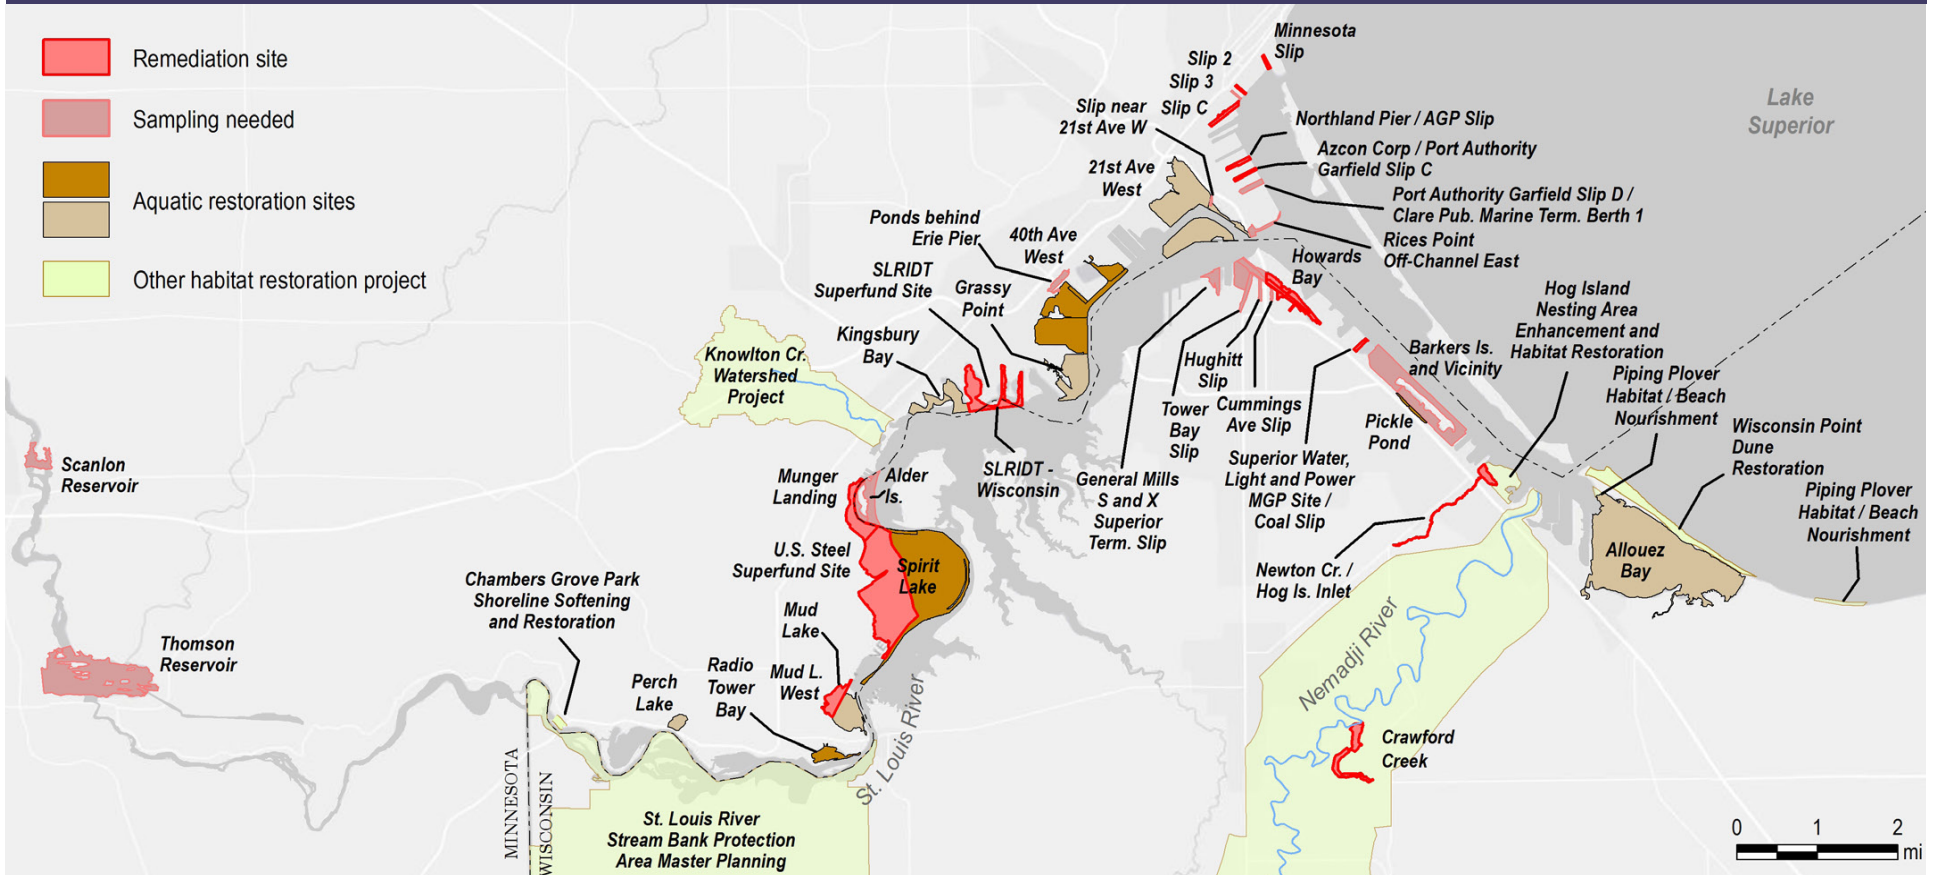 Remediation site
Sampling needed
Aquatic restoration sites
Other habitat restoration project
Minnesota
Slip
Slip 2
Slip 3
Slip C
Slip near
21st Ave W
21st Ave
West
Northland Pier / AGP Slip
Azcon Corp / Port Authority
Garfield Slip C
Port Authority Garfield Slip D /
Clare Pub. Marine Term. Berth 1
Rices Point
Off-Channel East
Lake
Superior
Ponds behind
Erie Pier
40th Ave
West
SLRIDT
Superfund Site
Grassy
Point
Kingsbury
Bay
Knowlton Cr.
Watershed
Project
Howards
Bay
Hog Island
Nesting Area
Enhancement and
Habitat Restoration
Barkers Is.
and Vicinity
Piping Plover
Habitat / Beach
Nourishment
Wisconsin Point
Dune
Restoration
Piping Plover
Habitat / Beach
Nourishment
Hughitt
Slip
Tower
Bay
Slip
Cummings
Ave Slip
Pickle
Pond
General Mills
S and X
Superior
Term. Slip
Superior Water,
Light and Power
MGP Site /
Coal Slip
SLRIDT -
Wisconsin
Munger
Landing
Alder
Is.
Scanlon
Reservoir
Thomson
Reservoir
U.S. Steel
Superfund Site
Spirit
Lake
Chambers Grove Park
Shoreline Softening
and Restoration
Mud
Lake
Mud L.
West
Radio
Tower
Bay
Perch
Lake
Newton Cr. /
Hog Is. Inlet
Allouez
Bay
Nemadji River
Crawford
Creek
St. Louis River
MINNESOTA
WISCONSIN
St. Louis River
Stream Bank Protection
Area Master Planning
0 1 2
mi